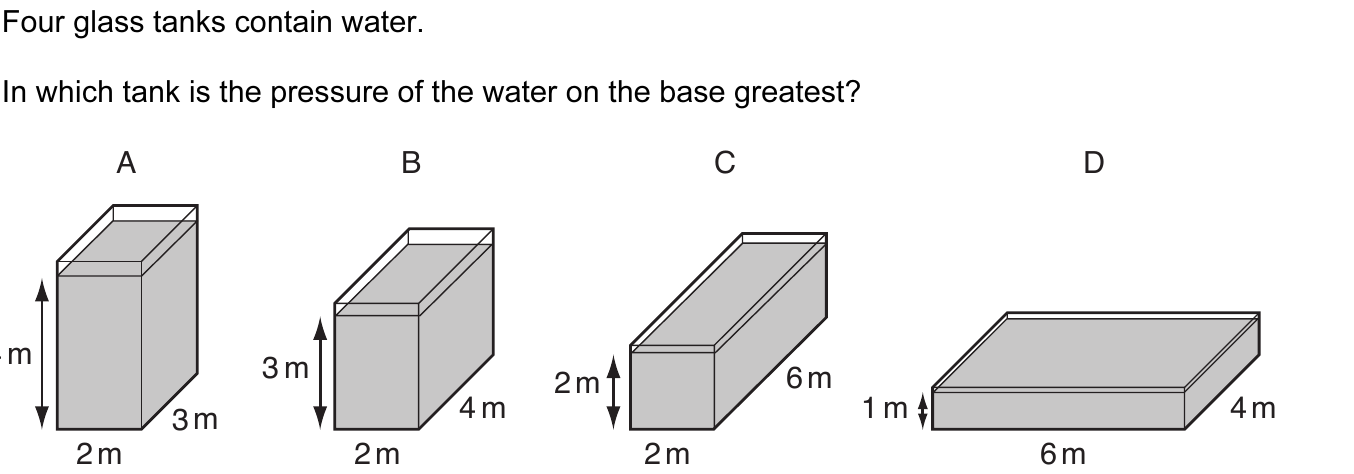 Four glass tanks contain water.
In which tank is the pressure of the water on the base greatest?
A B C D
m
3 m
2 m
3 m
4 m
2 m
2 m
6 m
2 m
1 m
4 m
6 m